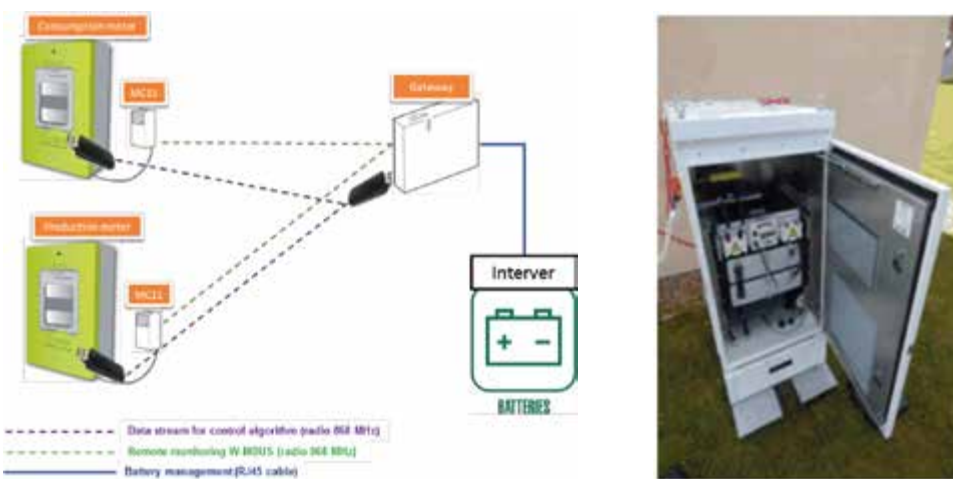 Consumption meter
MC11
Gateway
Production meter
MC11
Interver
+ −
BATTERIES
Data stream for control algorithm (radio 868 MHz)
Remote monitoring W-MBUS (radio 868 MHz)
Battery management (RJ45 cable)